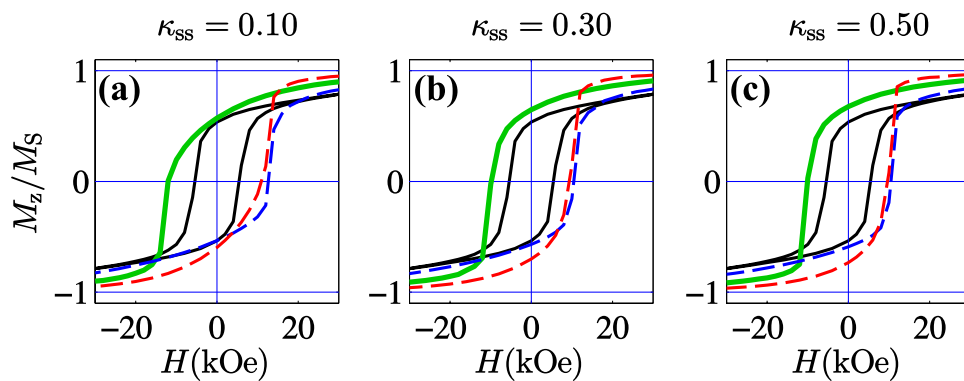 κss = 0.10 κss = 0.30 κss = 0.50
(a) (b) (c)
Mz/MS
1 0 −1
1 0 −1
1 0 −1
−20 0 20 −20 0 20 −20 0 20
H(kOe) H(kOe) H(kOe)